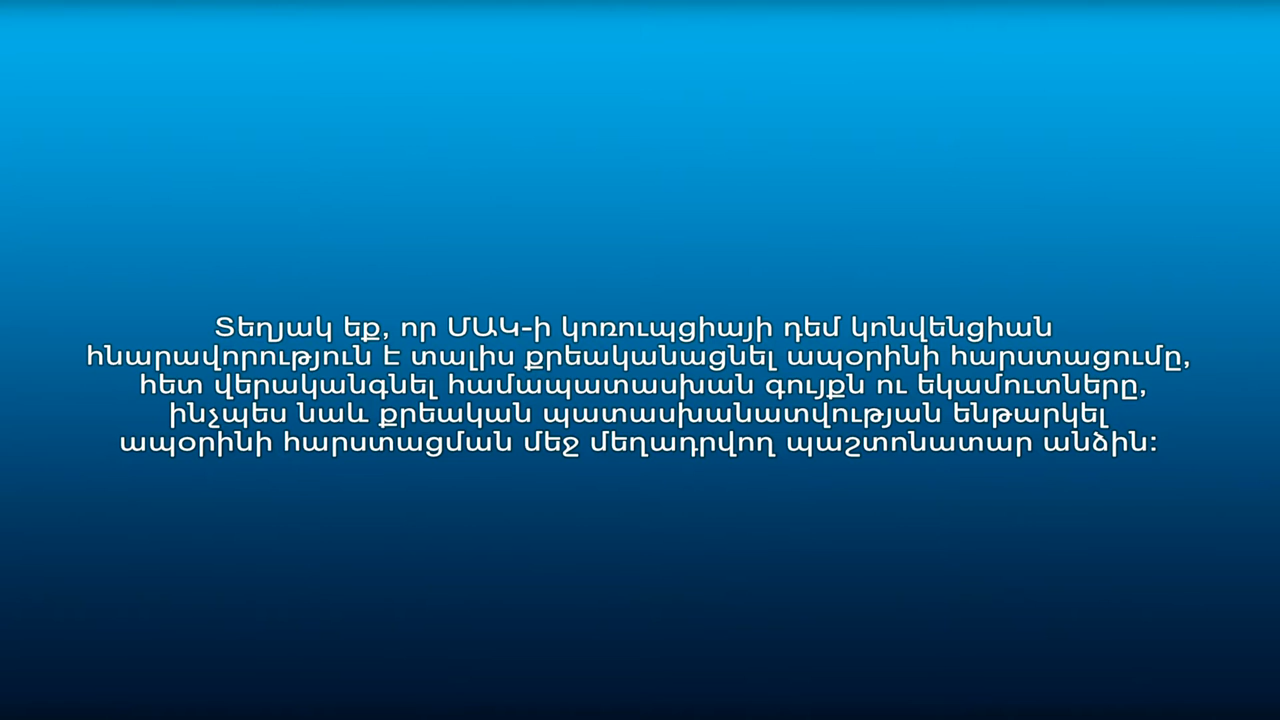 Տեղյակ եք, որ ՄԱԿ-ի կոռուպցիայի դեմ կոնվենցիան
հնարավորություն է տալիս քրեականացնել ապօրինի հարստացումը,
հետ վերականգնել համապատասխան գույքն ու եկամուտները,
ինչպես նաև քրեական պատասխանատվության ենթարկել
ապօրինի հարստացման մեջ մեղադրվող պաշտոնատար անձին: